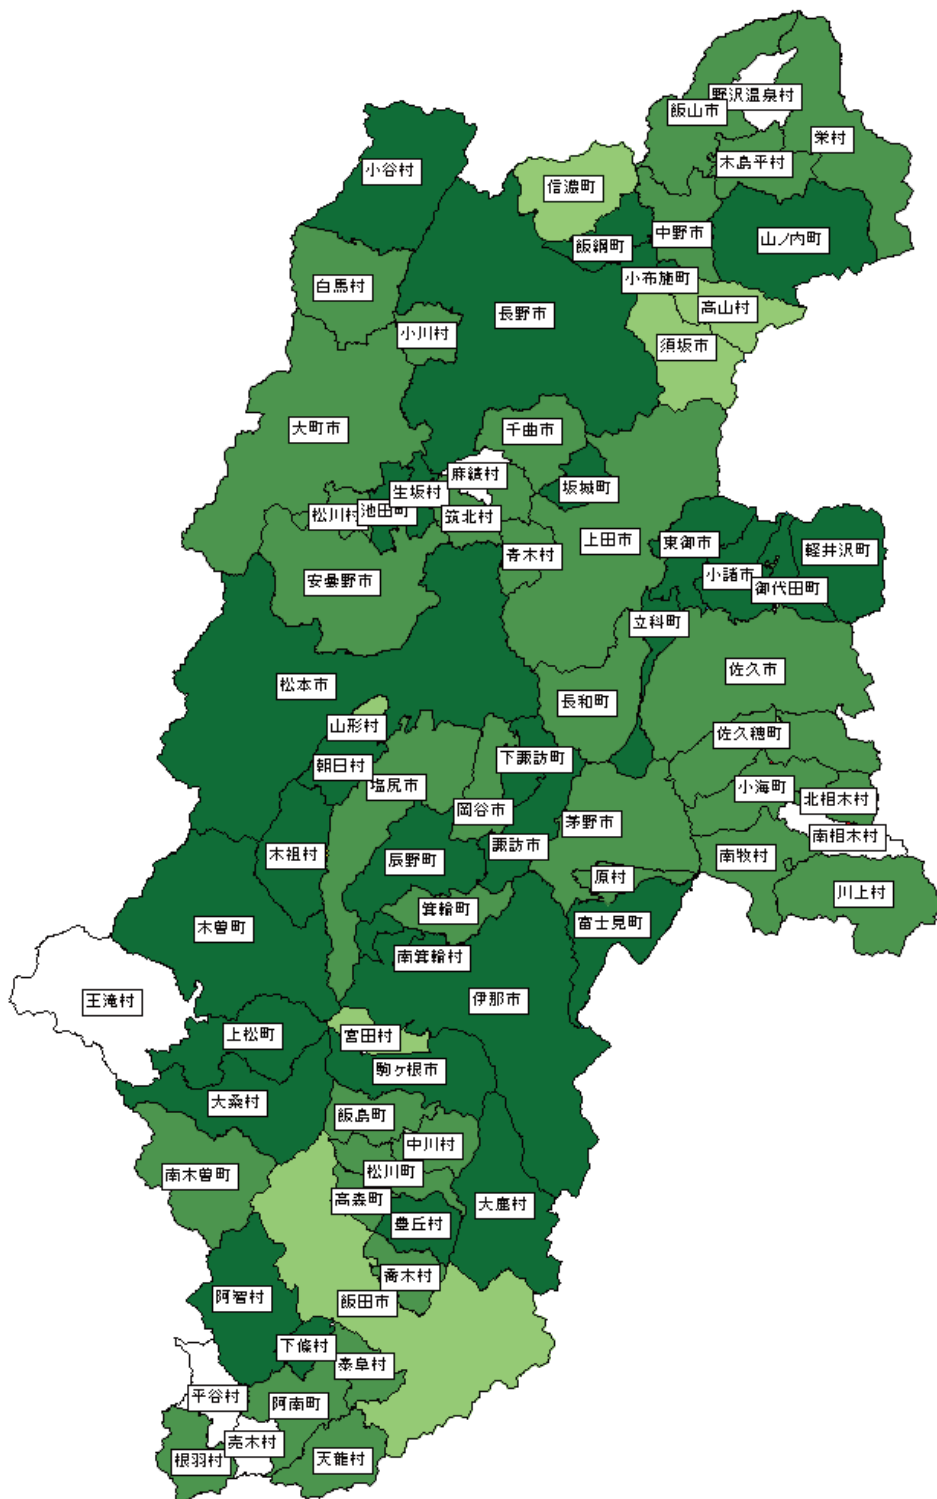 野沢温泉村
飯山市
栄村
木島平村
小谷村
信濃町
中野市
山ノ内町
飯綱町
小布施町
白馬村
高山村
長野市
小川村
須坂市
大町市
千曲市
麻績村
生坂村
坂城町
松川村
池田町
筑北村
上田市
東御市
軽井沢町
青木村
小諸市
安曇野市
御代田町
立科町
佐久市
松本市
長和町
山形村
佐久穂町
下諏訪町
朝日村
塩尻市
小海町
北相木村
岡谷市
茅野市
南相木村
諏訪市
木祖村
辰野町
南牧村
原村
川上村
箕輪町
木曽町
富士見町
南箕輪村
王滝村
伊那市
上松町
宮田村
駒ヶ根市
大桑村
飯島町
中川村
南木曽町
松川町
高森町
大鹿村
豊丘村
喬木村
阿智村
飯田市
下條村
泰阜村
平谷村
阿南町
売木村
根羽村
天龍村